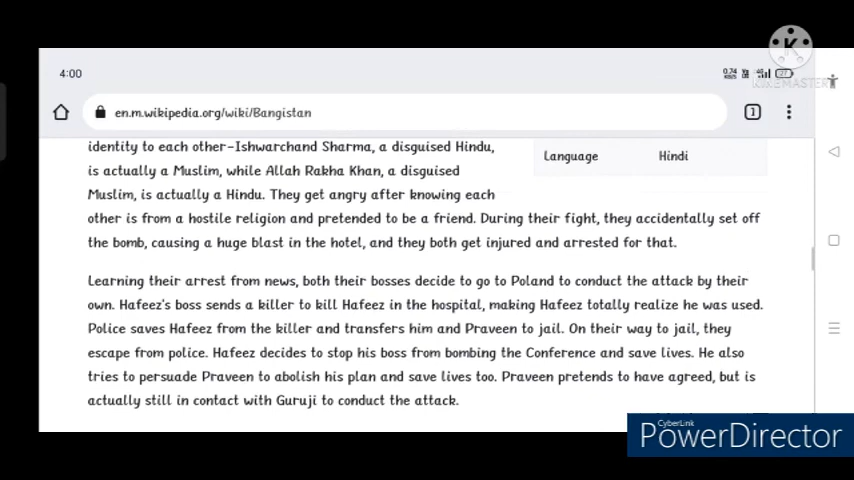 4:00
0.74 KB/S
27
KINEMASTER
en.m.wikipedia.org/wiki/Bangistan
1
identity to each other–Ishwarchand Sharma, a disguised Hindu,
is actually a Muslim, while Allah Rakha Khan, a disguised
Muslim, is actually a Hindu. They get angry after knowing each
other is from a hostile religion and pretended to be a friend. During their fight, they accidentally set off
the bomb, causing a huge blast in the hotel, and they both get injured and arrested for that.
Language Hindi
Learning their arrest from news, both their bosses decide to go to Poland to conduct the attack by their
own. Hafeez's boss sends a killer to kill Hafeez in the hospital, making Hafeez totally realize he was used.
Police saves Hafeez from the killer and transfers him and Praveen to jail. On their way to jail, they
escape from police. Hafeez decides to stop his boss from bombing the Conference and save lives. He also
tries to persuade Praveen to abolish his plan and save lives too. Praveen pretends to have agreed, but is
actually still in contact with Guruji to conduct the attack.
CyberLink
PowerDirector